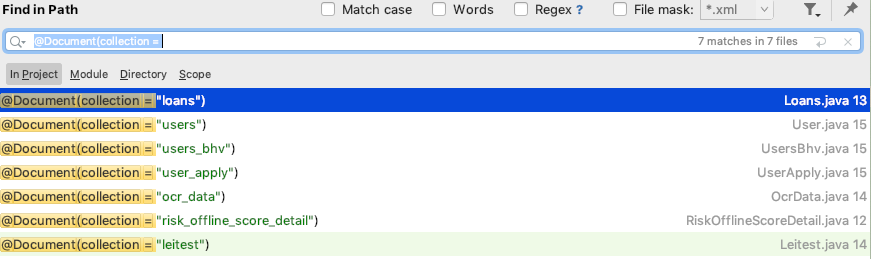 Find in Path Match case Words Regex ? File mask: *.xml
@Document(collection = 7 matches in 7 files
In Project Module Directory Scope
@Document(collection = "loans") Loans.java 13
@Document(collection = "users") User.java 15
@Document(collection = "users_bhv") UsersBhv.java 15
@Document(collection = "user_apply") UserApply.java 15
@Document(collection = "ocr_data") OcrData.java 14
@Document(collection = "risk_offline_score_detail") RiskOfflineScoreDetail.java 12
@Document(collection = "leitest") Leitest.java 14